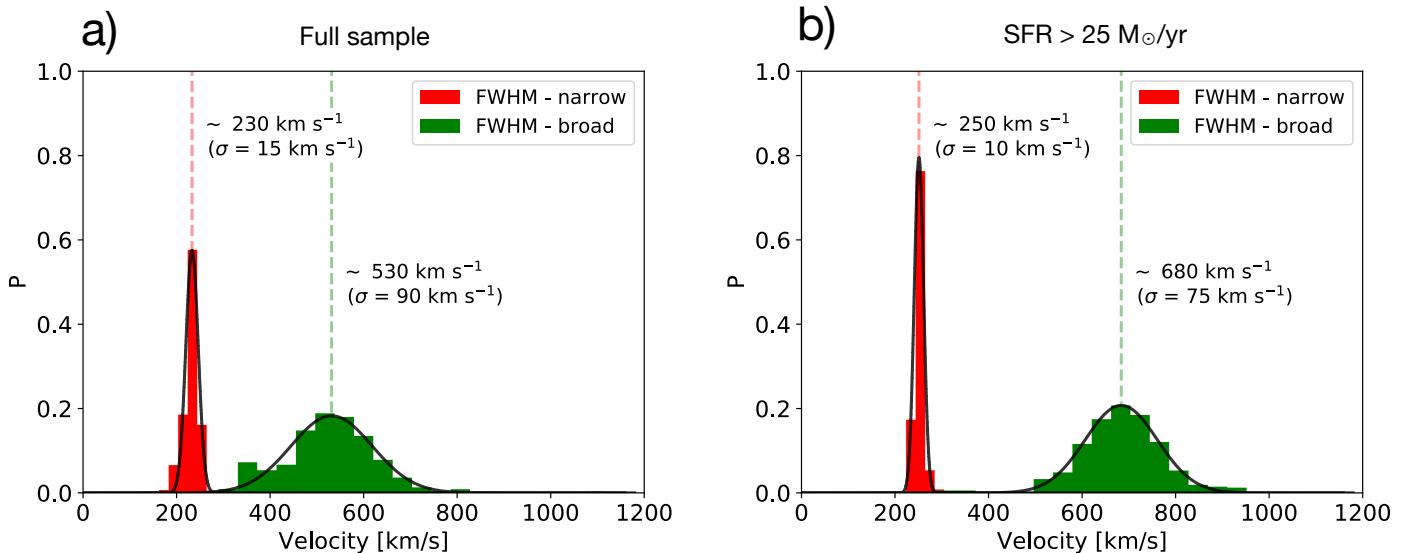 a)
Full sample
FWHM - narrow
FWHM - broad
~ 230 km s⁻¹
(σ = 15 km s⁻¹)
~ 530 km s⁻¹
(σ = 90 km s⁻¹)
P
1.0
0.8
0.6
0.4
0.2
0.0
0 200 400 600 800 1000 1200
Velocity [km/s]
b)
SFR > 25 M⊙/yr
FWHM - narrow
FWHM - broad
~ 250 km s⁻¹
(σ = 10 km s⁻¹)
~ 680 km s⁻¹
(σ = 75 km s⁻¹)
P
1.0
0.8
0.6
0.4
0.2
0.0
0 200 400 600 800 1000 1200
Velocity [km/s]